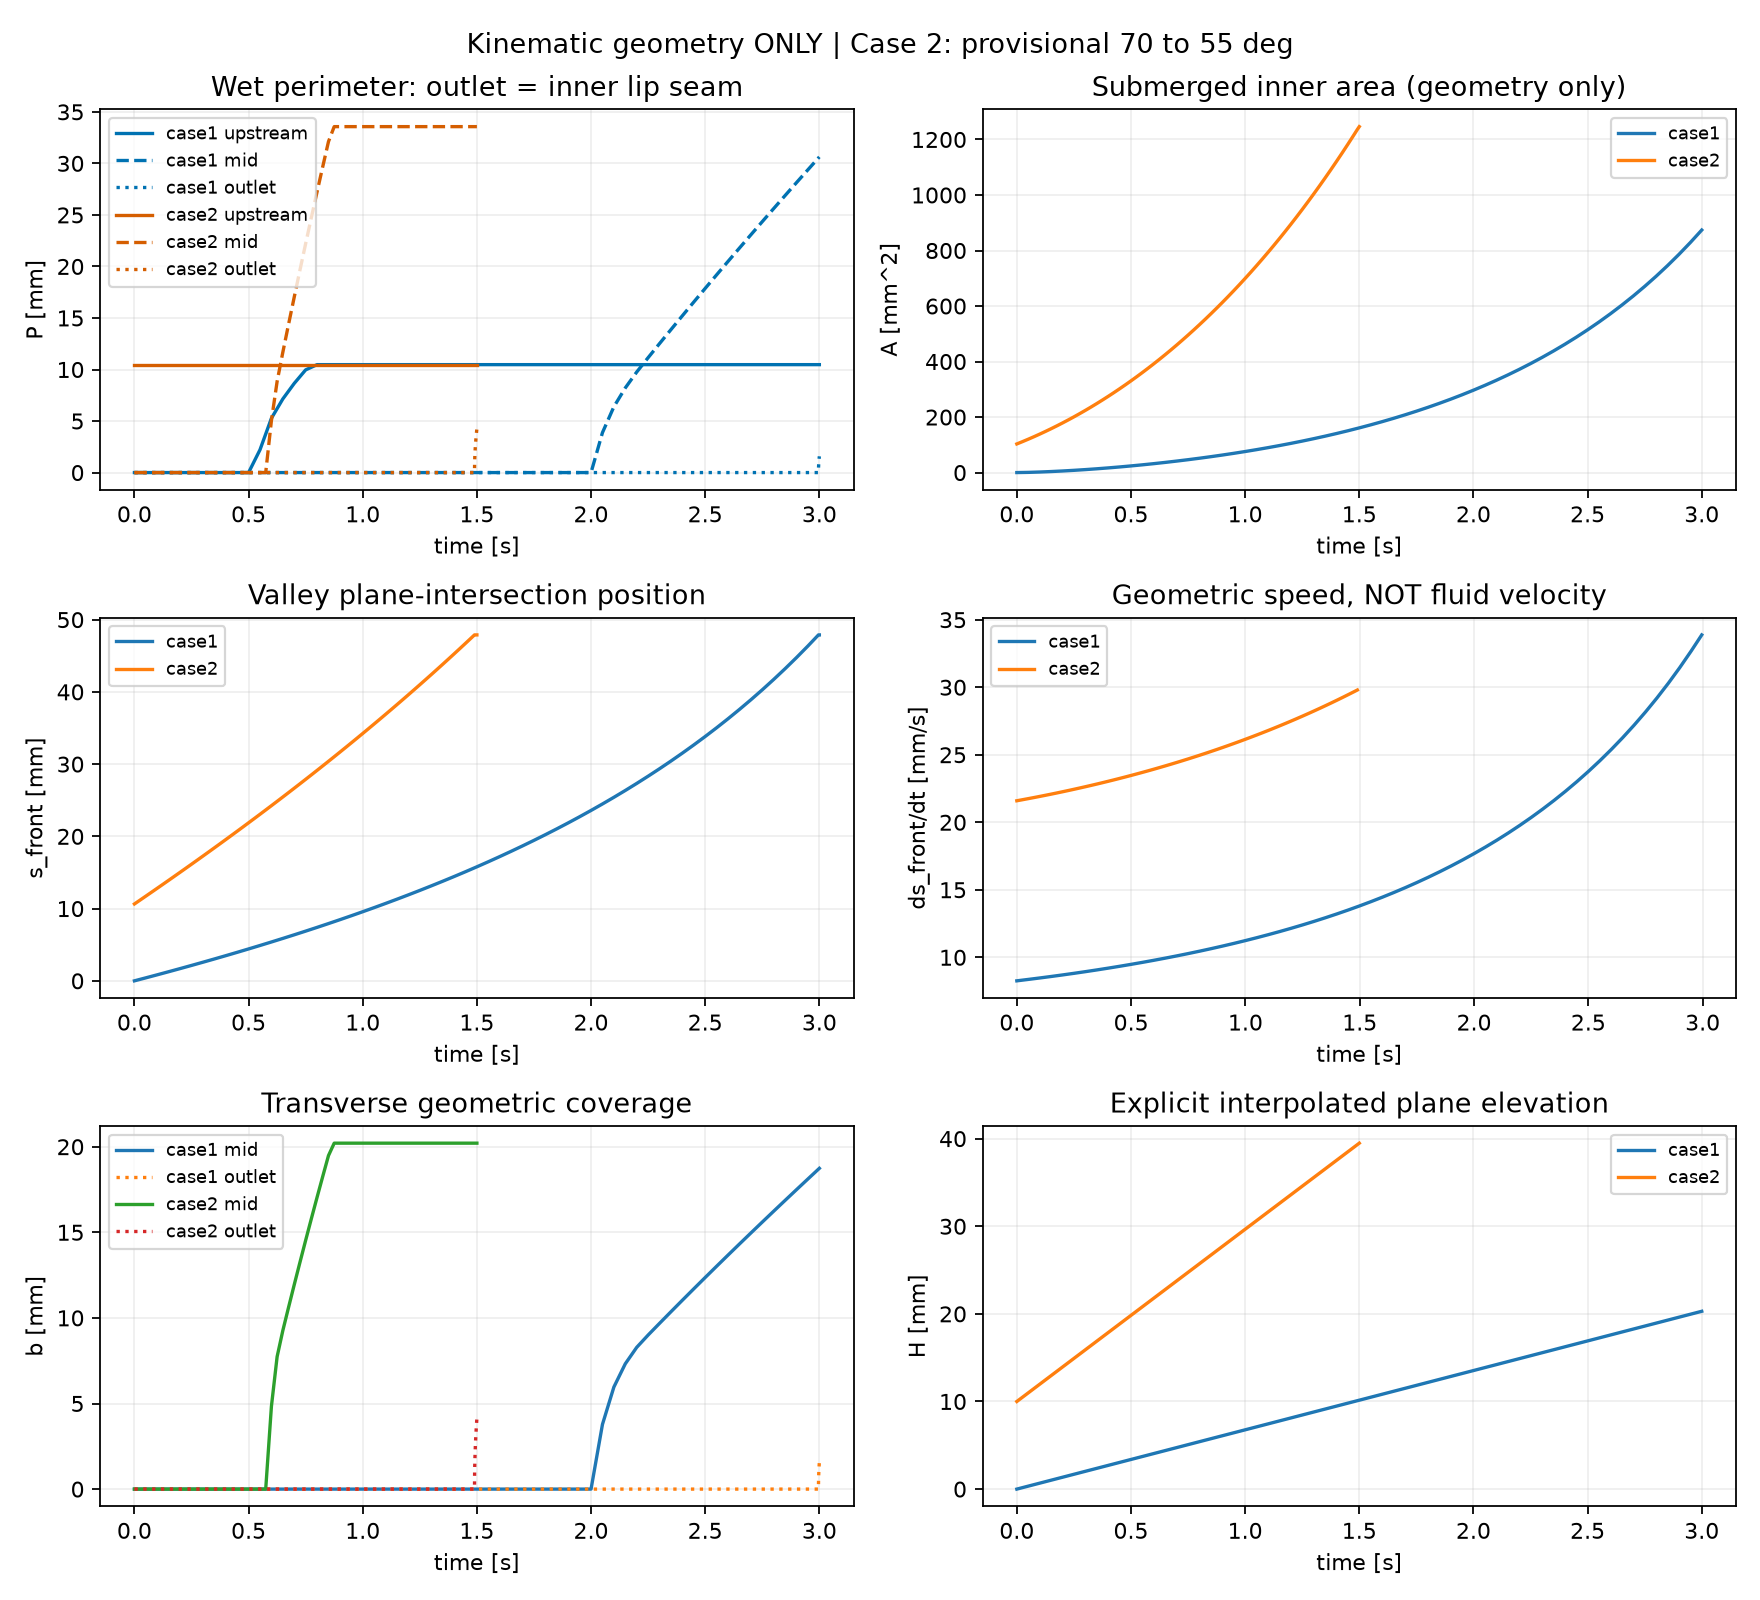 Kinematic geometry ONLY | Case 2: provisional 70 to 55 deg
Wet perimeter: outlet = inner lip seam
P [mm]
35
30
25
20
15
10
5
0
case1 upstream
case1 mid
case1 outlet
case2 upstream
case2 mid
case2 outlet
0.0 0.5 1.0 1.5 2.0 2.5 3.0
time [s]
Submerged inner area (geometry only)
A [mm^2]
1200
1000
800
600
400
200
0
case1
case2
0.0 0.5 1.0 1.5 2.0 2.5 3.0
time [s]
Valley plane-intersection position
s_front [mm]
50
40
30
20
10
0
case1
case2
0.0 0.5 1.0 1.5 2.0 2.5 3.0
time [s]
Geometric speed, NOT fluid velocity
ds_front/dt [mm/s]
35
30
25
20
15
10
case1
case2
0.0 0.5 1.0 1.5 2.0 2.5 3.0
time [s]
Transverse geometric coverage
b [mm]
20
15
10
5
0
case1 mid
case1 outlet
case2 mid
case2 outlet
0.0 0.5 1.0 1.5 2.0 2.5 3.0
time [s]
Explicit interpolated plane elevation
H [mm]
40
30
20
10
0
case1
case2
0.0 0.5 1.0 1.5 2.0 2.5 3.0
time [s]